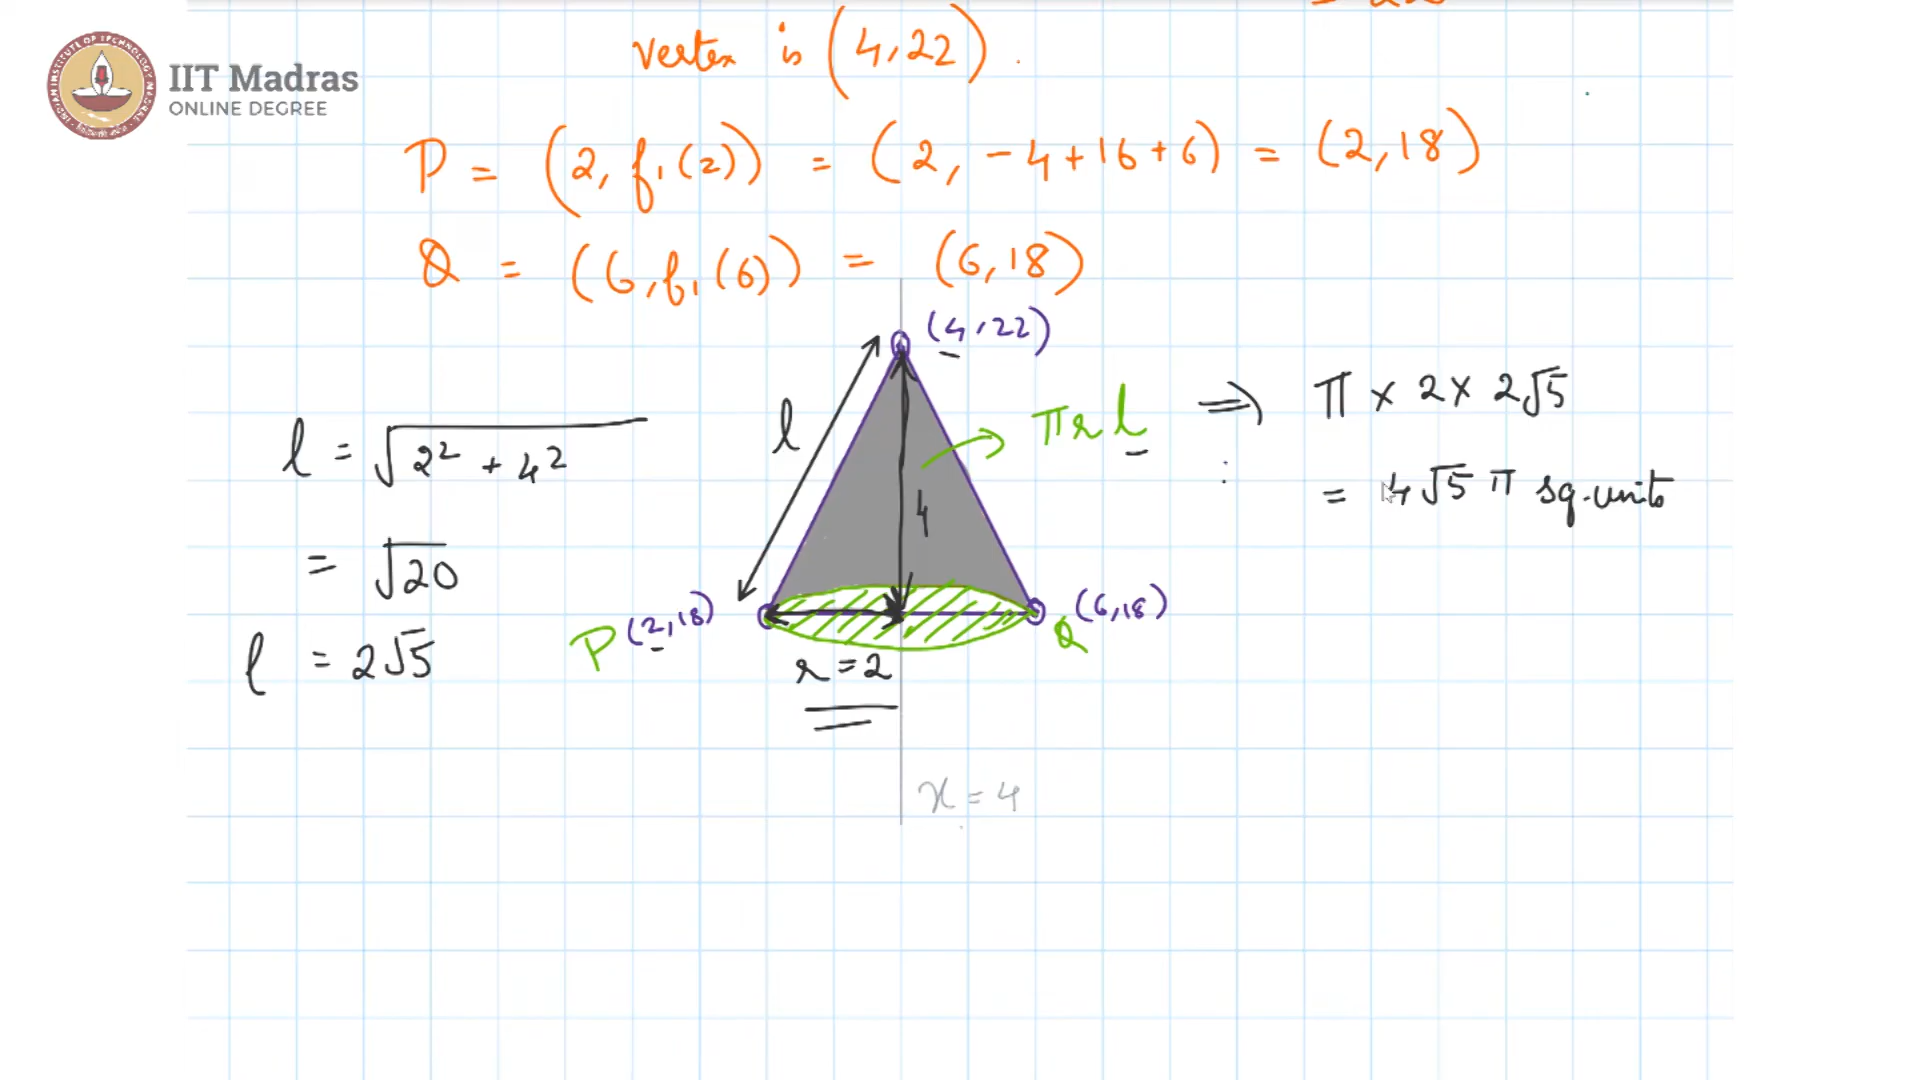 IIT Madras
ONLINE DEGREE
vertex is (4,22).
P = (2, f₁(2)) = (2, -4+16+6) = (2,18)
Q = (6, f₁(6)) = (6,18)
(4,22)
l
πrl
⇒ π × 2 × 2√5
l = √2² + 4²
4
= 4√5 π sq.units
= √20
P (2,18)
(6,18)
Q
l = 2√5
r = 2
x = 4